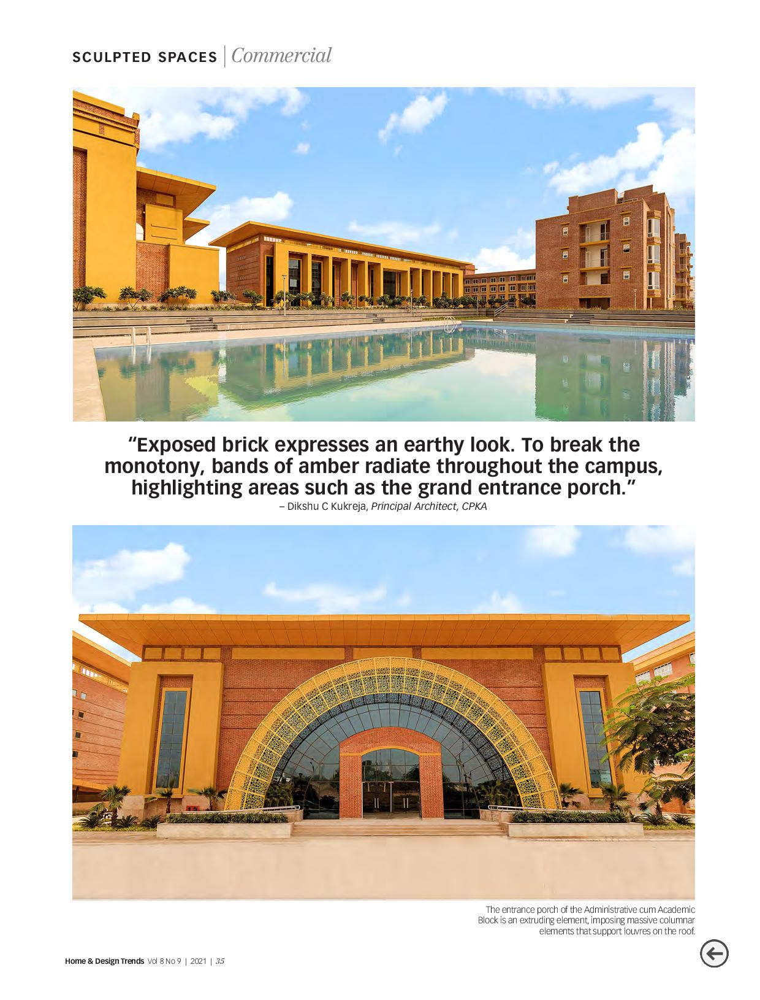 SCULPTED SPACES | Commercial
“Exposed brick expresses an earthy look. To break the
monotony, bands of amber radiate throughout the campus,
highlighting areas such as the grand entrance porch.”
– Dikshu C Kukreja, Principal Architect, CPKA
The entrance porch of the Administrative cum Academic
Block is an extruding element, imposing massive columnar
elements that support louvres on the roof.
Home & Design Trends Vol 8 No 9 | 2021 | 35